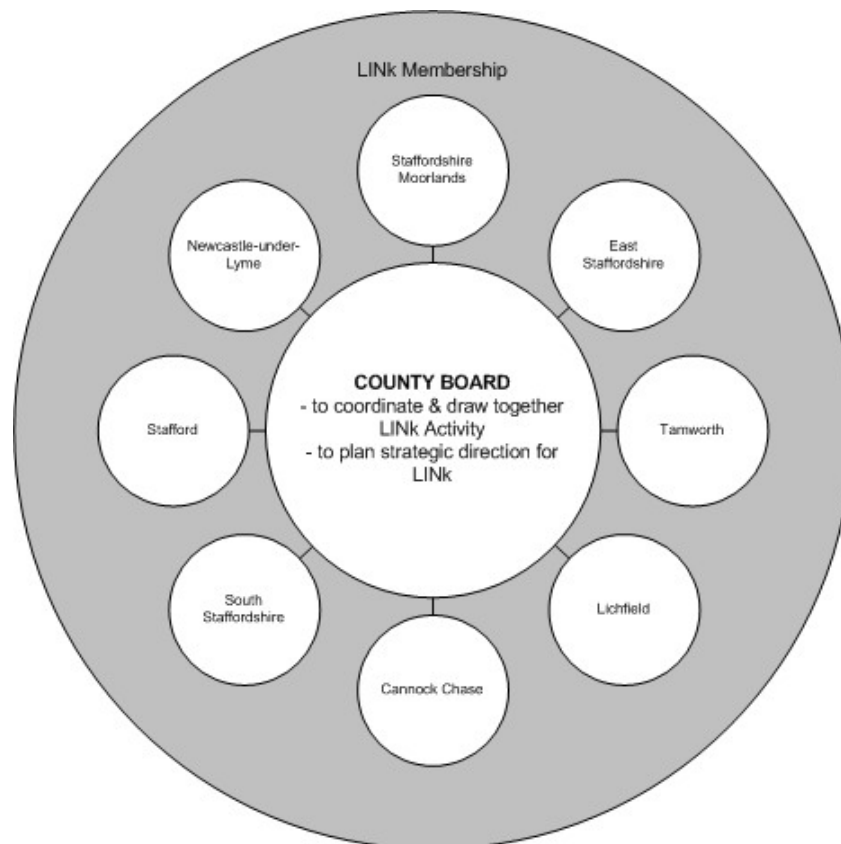 LINk Membership
Staffordshire
Moorlands
Newcastle-under-
Lyme
East
Staffordshire
COUNTY BOARD
- to coordinate & draw together
LINk Activity
- to plan strategic direction for
LINk
Stafford
Tamworth
South
Staffordshire
Lichfield
Cannock Chase